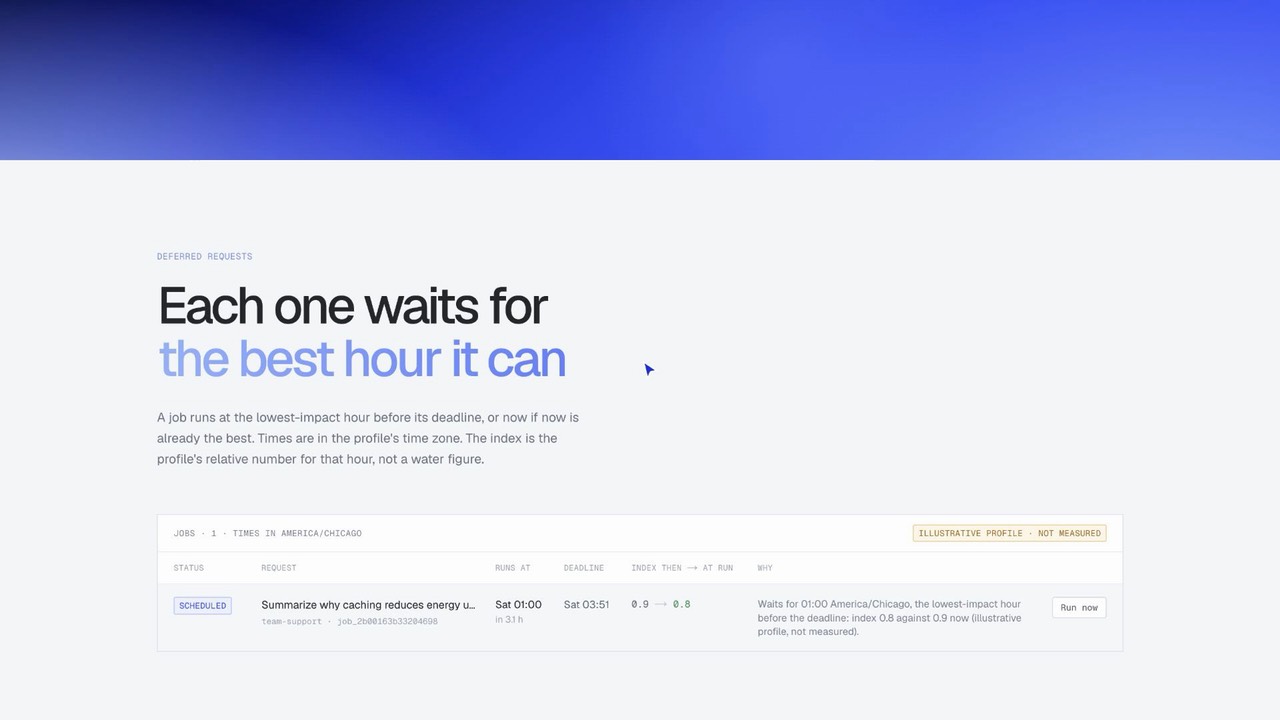 DEFERRED REQUESTS
Each one waits for
the best hour it can
A job runs at the lowest-impact hour before its deadline, or now if now is
already the best. Times are in the profile's time zone. The index is the
profile's relative number for that hour, not a water figure.
JOBS · 1 · TIMES IN AMERICA/CHICAGO
ILLUSTRATIVE PROFILE · NOT MEASURED
STATUS REQUEST RUNS AT DEADLINE INDEX THEN → AT RUN WHY
SCHEDULED Summarize why caching reduces energy u… Sat 01:00 Sat 03:51 0.9 → 0.8
team-support · job_2b00163b33204698 in 3.1 h
Waits for 01:00 America/Chicago, the lowest-impact hour
before the deadline: index 0.8 against 0.9 now (illustrative
profile, not measured).
Run now